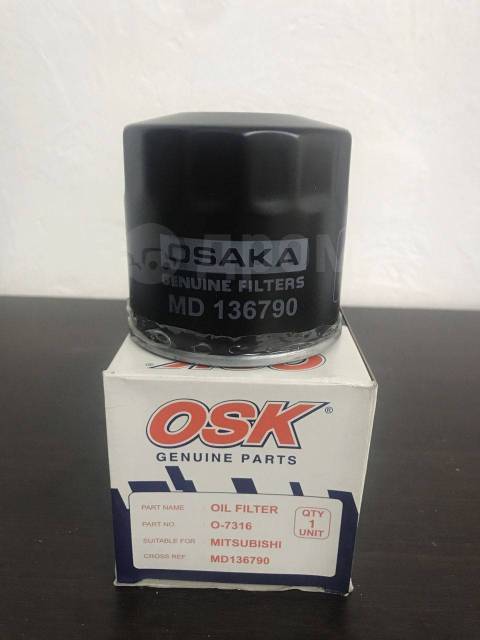 OSAKA
GENUINE FILTERS
MD 136790
OSK®
GENUINE PARTS
PART NAME OIL FILTER
PART NO. O-7316
SUITABLE FOR MITSUBISHI
CROSS REF MD136790
QTY
1
UNIT